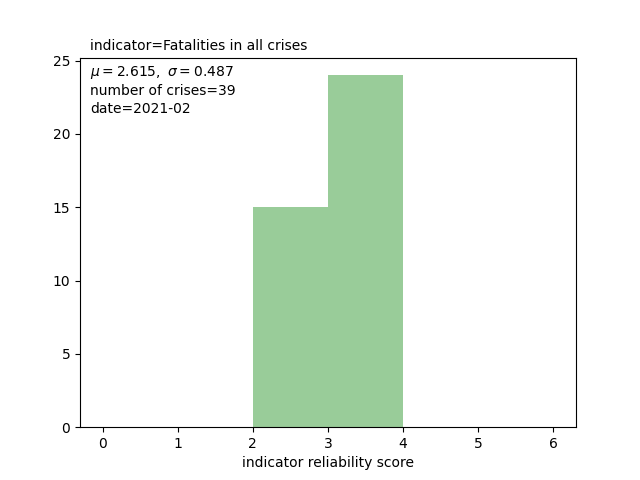 indicator=Fatalities in all crises
μ = 2.615, σ = 0.487
number of crises=39
date=2021-02
25
20
15
10
5
0
0 1 2 3 4 5 6
indicator reliability score